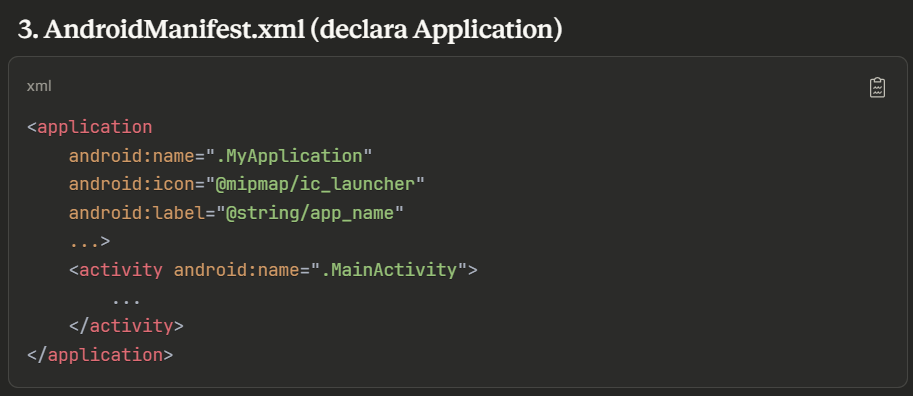 3. AndroidManifest.xml (declara Application)
xml
<application
    android:name=".MyApplication"
    android:icon="@mipmap/ic_launcher"
    android:label="@string/app_name"
    ...>
    <activity android:name=".MainActivity">
        ...
    </activity>
</application>